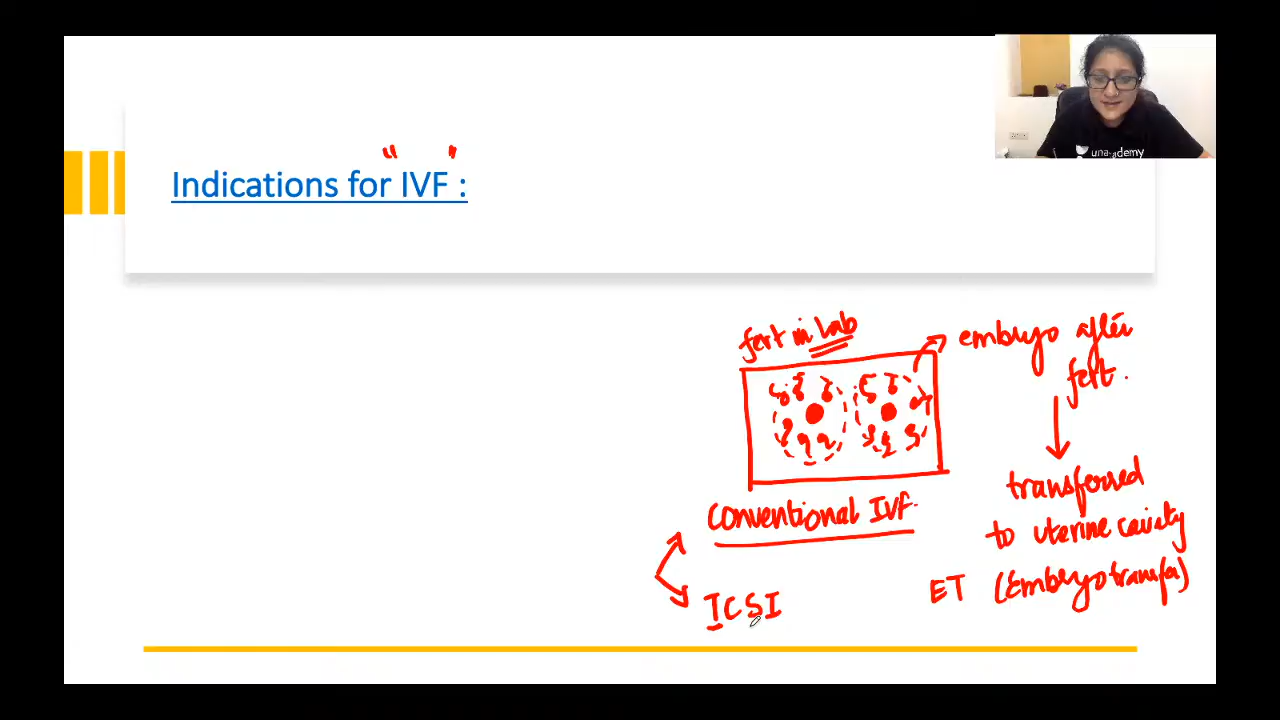 Indications for "IVF" :
fert in Lab
embryo after
fert.
transferred
to uterine cavity
ET (Embryo transfer)
Conventional IVF.
ICSI
unacademy